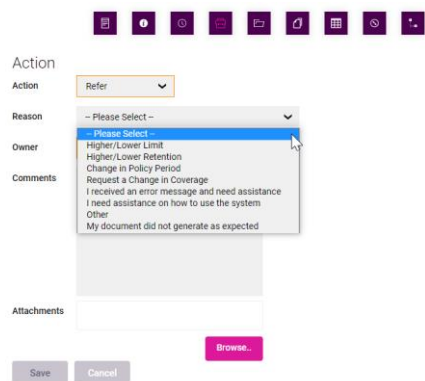 Action
Action
Refer
Reason
-- Please Select --
-- Please Select --
Higher/Lower Limit
Higher/Lower Retention
Change in Policy Period
Request a Change in Coverage
I received an error message and need assistance
I need assistance on how to use the system
Other
My document did not generate as expected
Owner
Comments
Attachments
Browse..
Save
Cancel